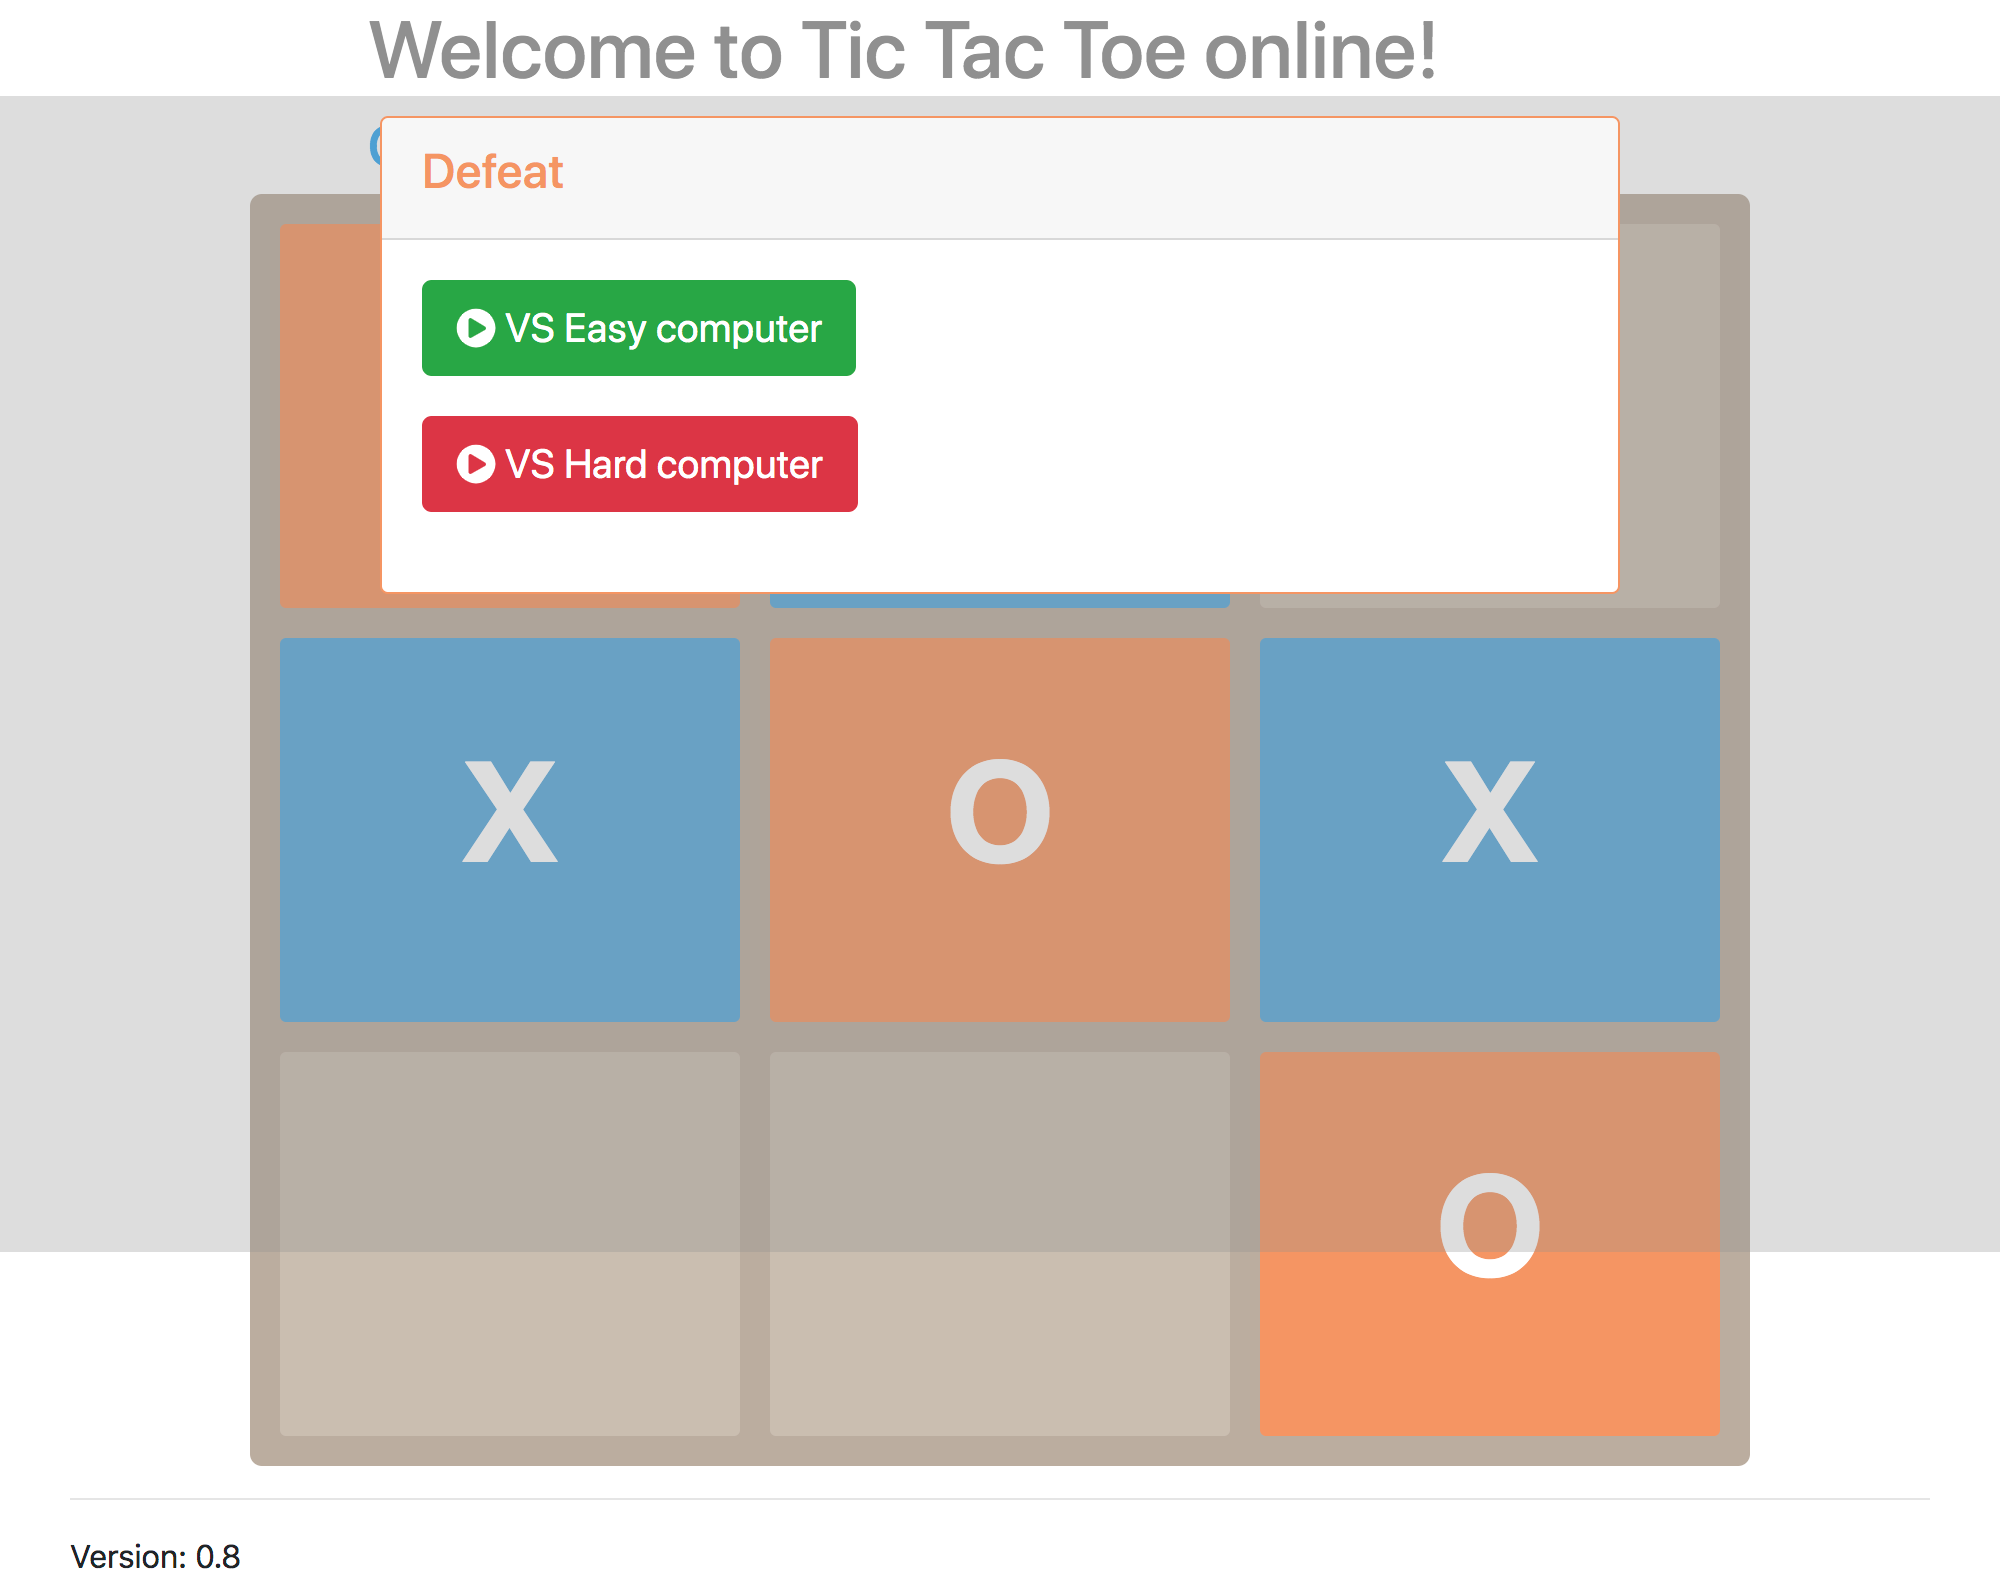 Welcome to Tic Tac Toe online!
Defeat
VS Easy computer
VS Hard computer
X O X
O
Version: 0.8